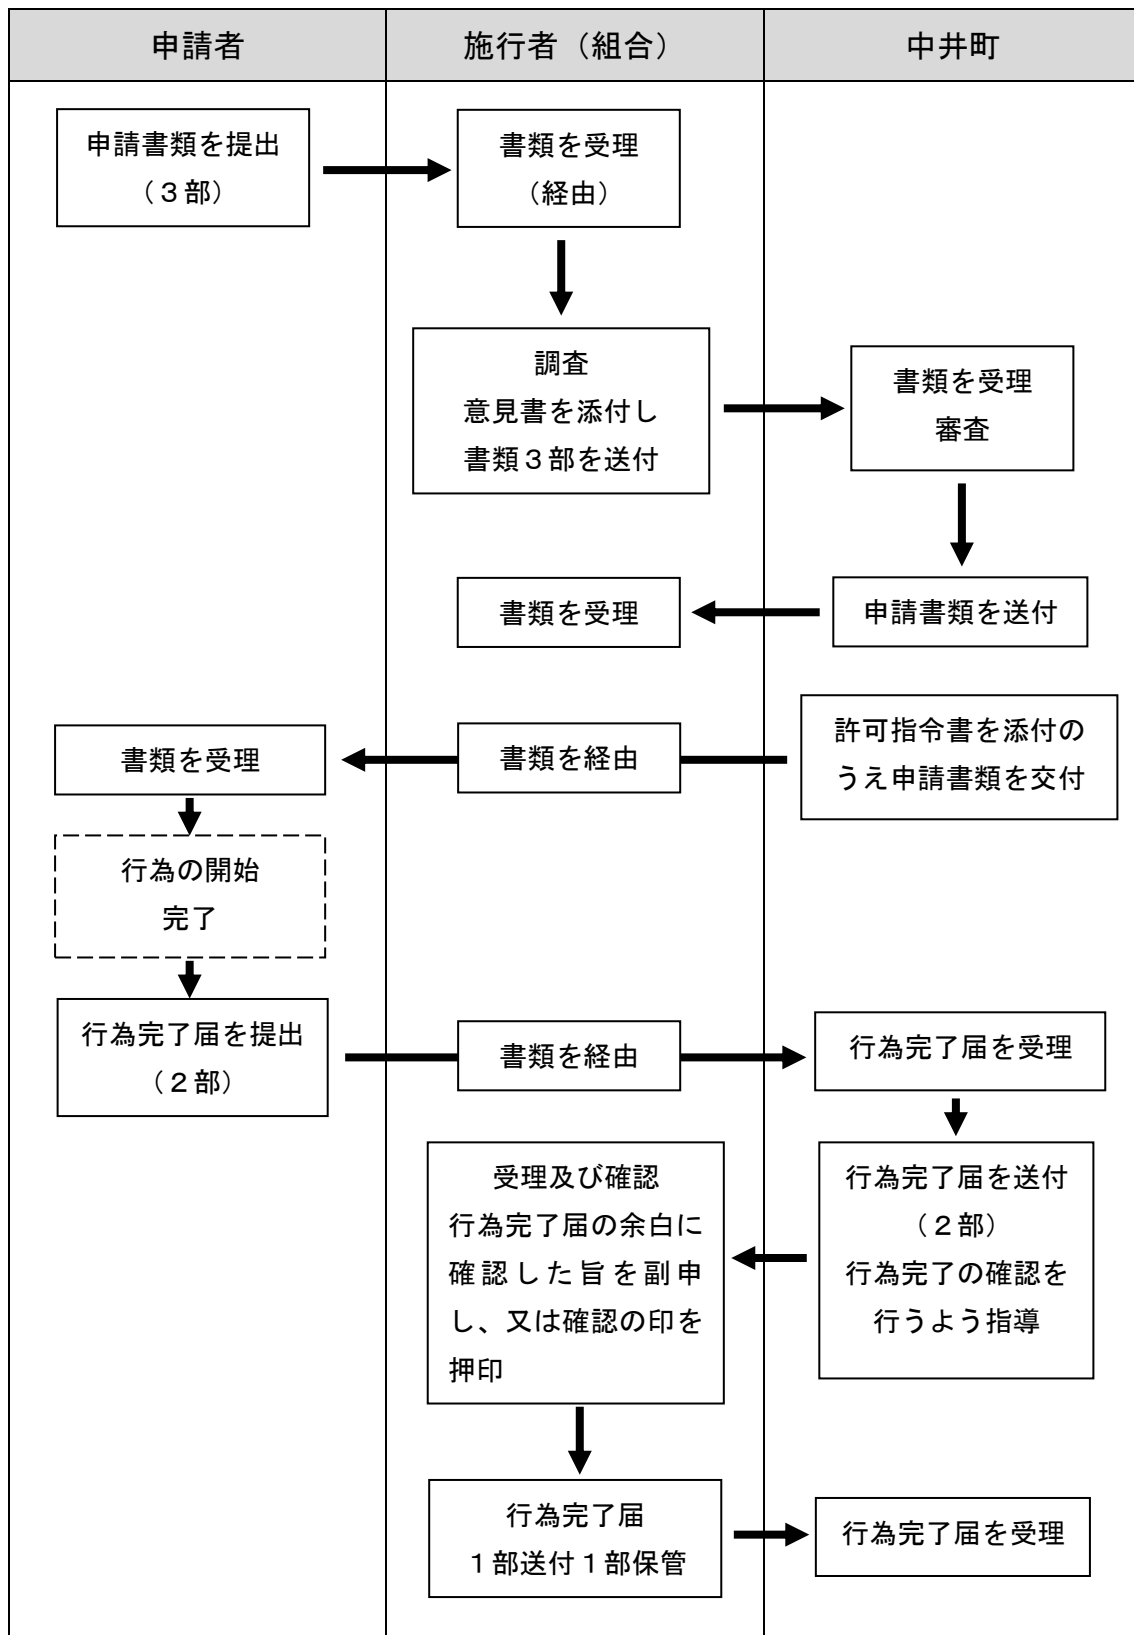 申請者
施行者（組合）
中井町
申請書類を提出
（３部）
書類を受理
（経由）
調査
意見書を添付し
書類３部を送付
書類を受理
審査
書類を受理
申請書類を送付
書類を受理
書類を経由
許可指令書を添付の
うえ申請書類を交付
行為の開始
完了
行為完了届を提出
（２部）
書類を経由
行為完了届を受理
受理及び確認
行為完了届の余白に
確認した旨を副申
し、又は確認の印を
押印
行為完了届を送付
（２部）
行為完了の確認を
行うよう指導
行為完了届
１部送付１部保管
行為完了届を受理